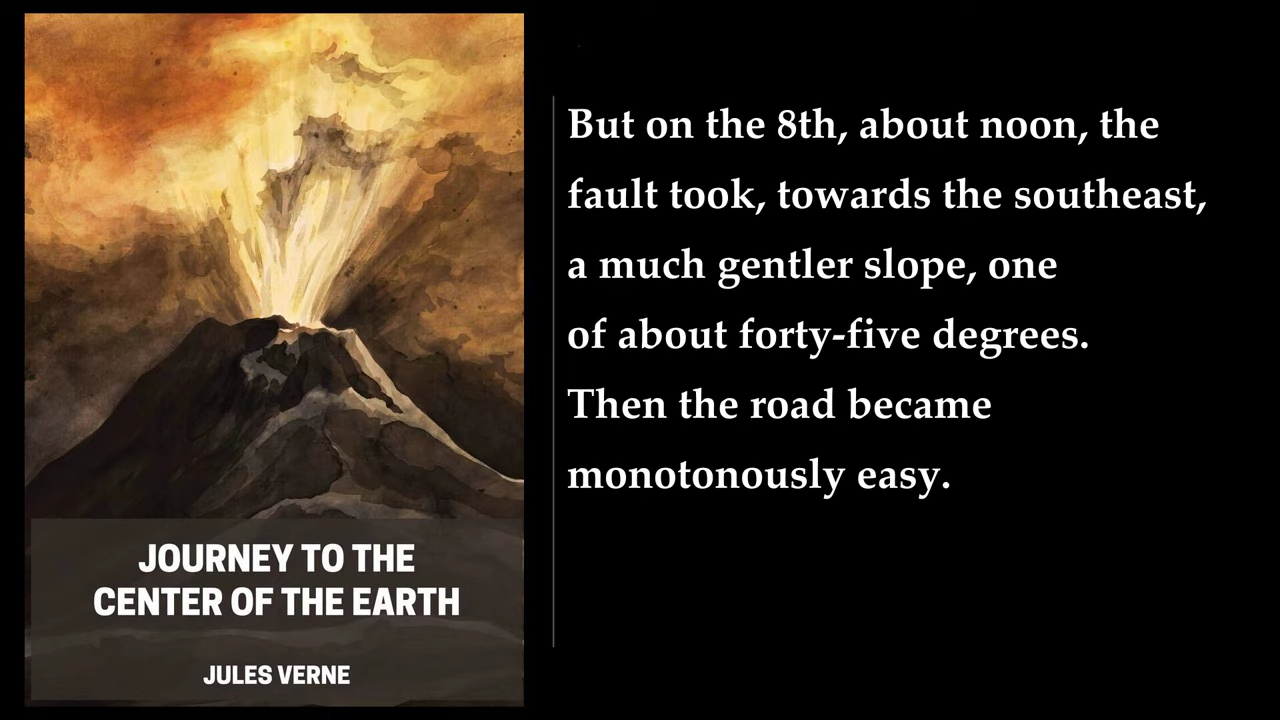 But on the 8th, about noon, the
fault took, towards the southeast,
a much gentler slope, one
of about forty-five degrees.
Then the road became
monotonously easy.
JOURNEY TO THE
CENTER OF THE EARTH
JULES VERNE